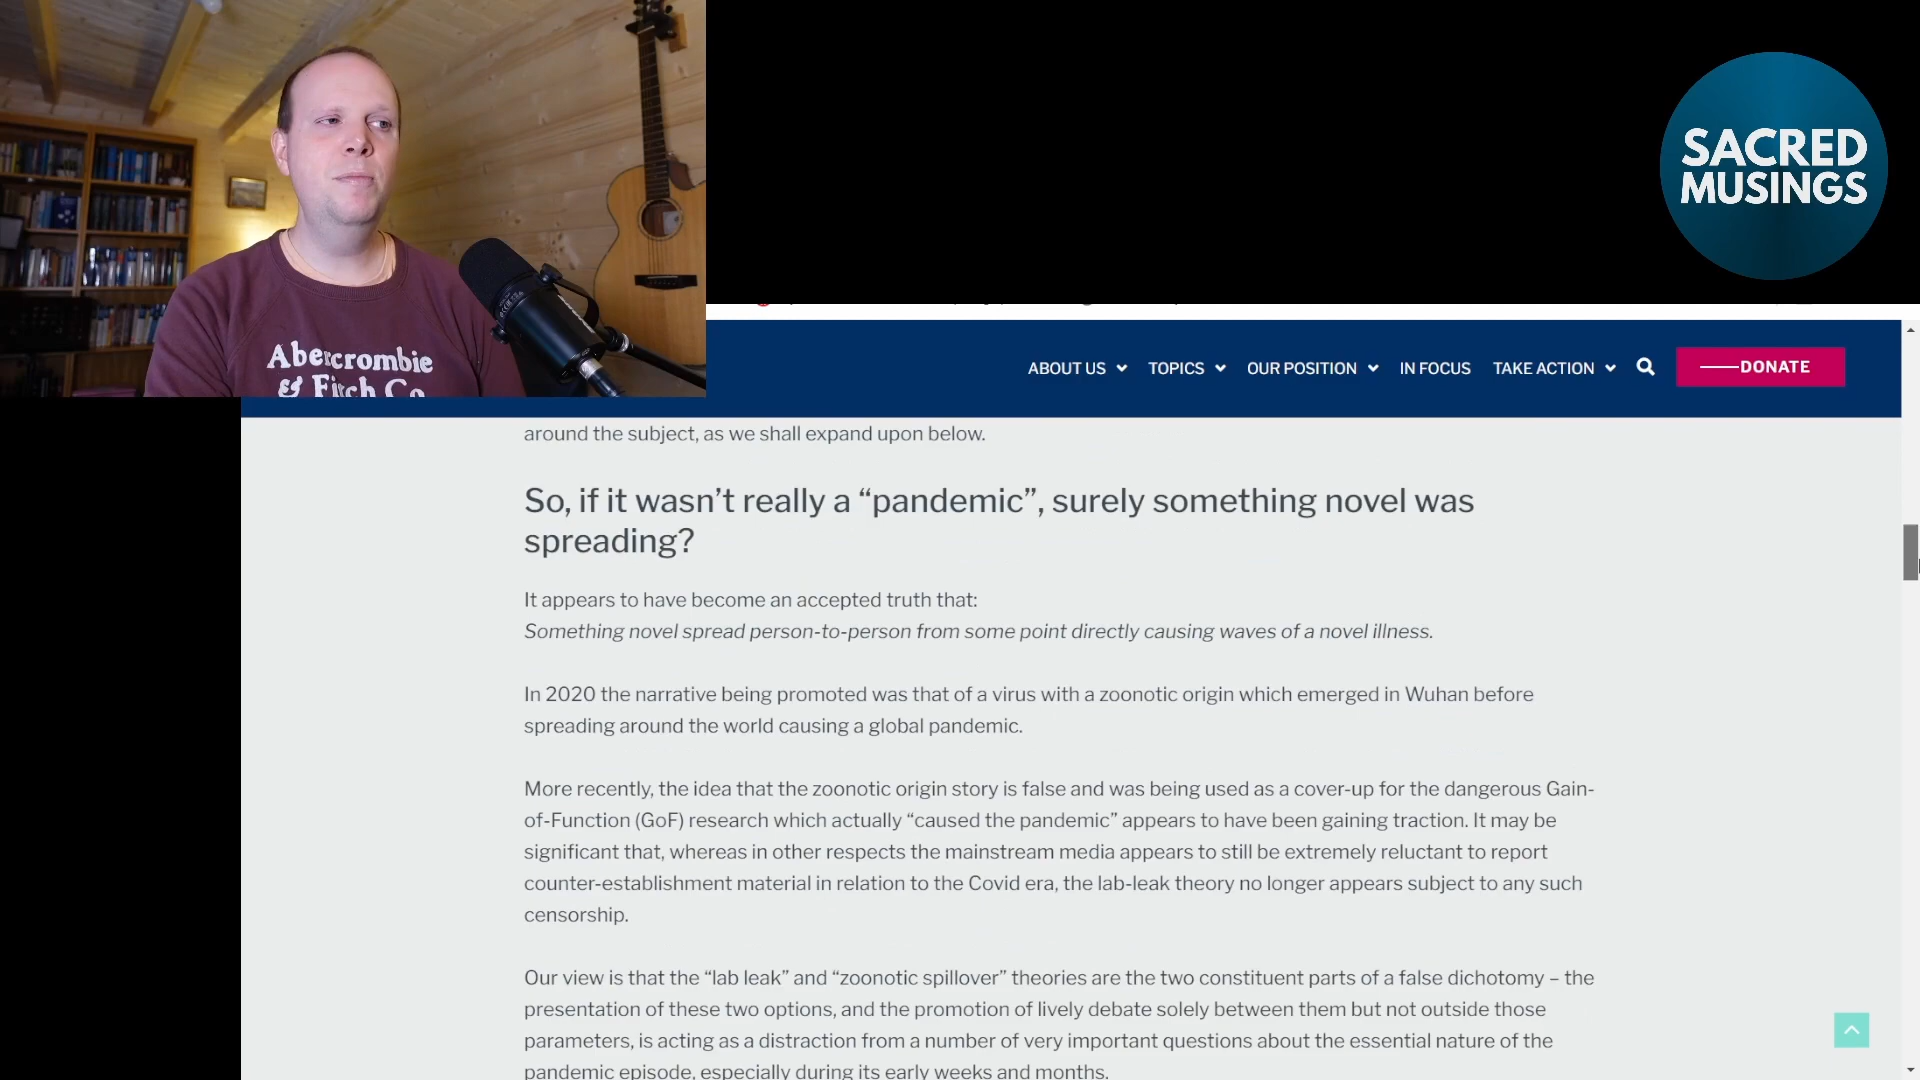 SACRED
MUSINGS
Abercrombie
& Fitch Co
ABOUT US TOPICS OUR POSITION IN FOCUS TAKE ACTION DONATE
around the subject, as we shall expand upon below.
So, if it wasn’t really a “pandemic”, surely something novel was
spreading?
It appears to have become an accepted truth that:
Something novel spread person-to-person from some point directly causing waves of a novel illness.
In 2020 the narrative being promoted was that of a virus with a zoonotic origin which emerged in Wuhan before
spreading around the world causing a global pandemic.
More recently, the idea that the zoonotic origin story is false and was being used as a cover-up for the dangerous Gain-
of-Function (GoF) research which actually “caused the pandemic” appears to have been gaining traction. It may be
significant that, whereas in other respects the mainstream media appears to still be extremely reluctant to report
counter-establishment material in relation to the Covid era, the lab-leak theory no longer appears subject to any such
censorship.
Our view is that the “lab leak” and “zoonotic spillover” theories are the two constituent parts of a false dichotomy – the
presentation of these two options, and the promotion of lively debate solely between them but not outside those
parameters, is acting as a distraction from a number of very important questions about the essential nature of the
pandemic episode, especially during its early weeks and months.